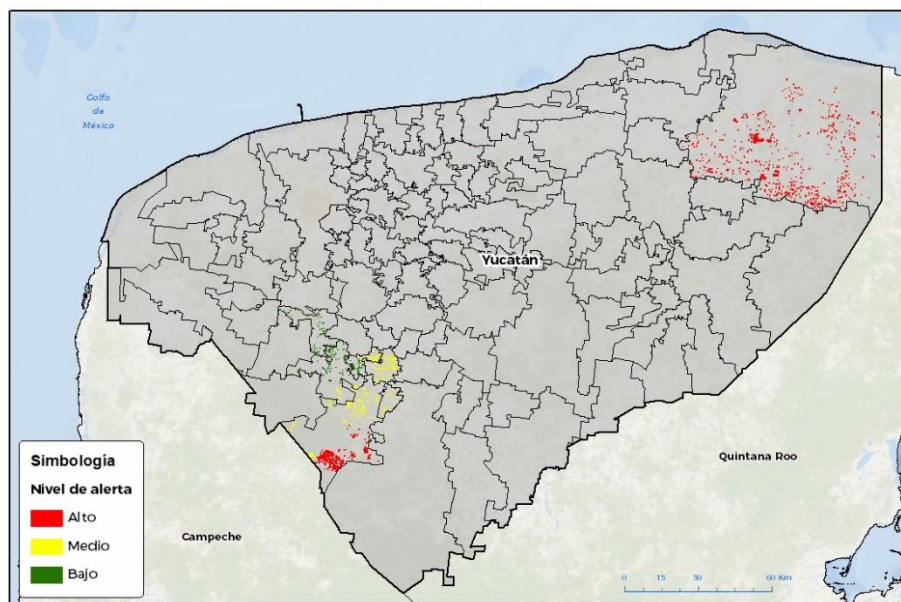 Golfo
de
México
Yucatán
Quintana Roo
Campeche
Simbología
Nivel de alerta
Alto
Medio
Bajo
0 15 30 60 Km